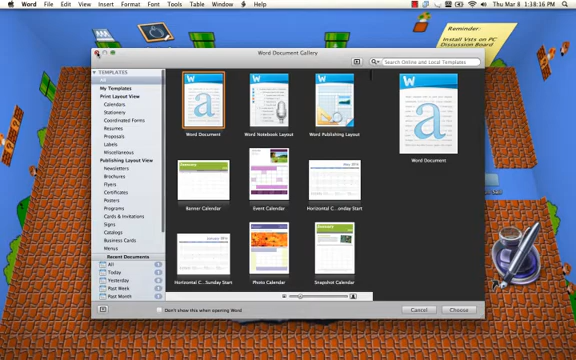 Word File Edit View Insert Format Font Tools Table Window Help
Thu Mar 8 1:38:16 PM
Reminder:
Install Vsts on PC
Discussion Board
Word Document Gallery
Search Online and Local Templates
TEMPLATES
All
My Templates
Print Layout View
Calendars
Stationery
Coordinated Forms
Resumes
Proposals
Labels
Miscellaneous
Publishing Layout View
Newsletters
Brochures
Flyers
Certificates
Posters
Programs
Cards & Invitations
Signs
Catalogs
Business Cards
Menus
Recent Documents
All
Today
Yesterday
Past Week
Past Month
W W W W
a a
Word Document Word Notebook Layout Word Publishing Layout
Word Document
Banner Calendar Event Calendar Horizontal C...onday Start
Horizontal C...Sunday Start Photo Calendar Snapshot Calendar
Don't show this when opening Word
Cancel Choose